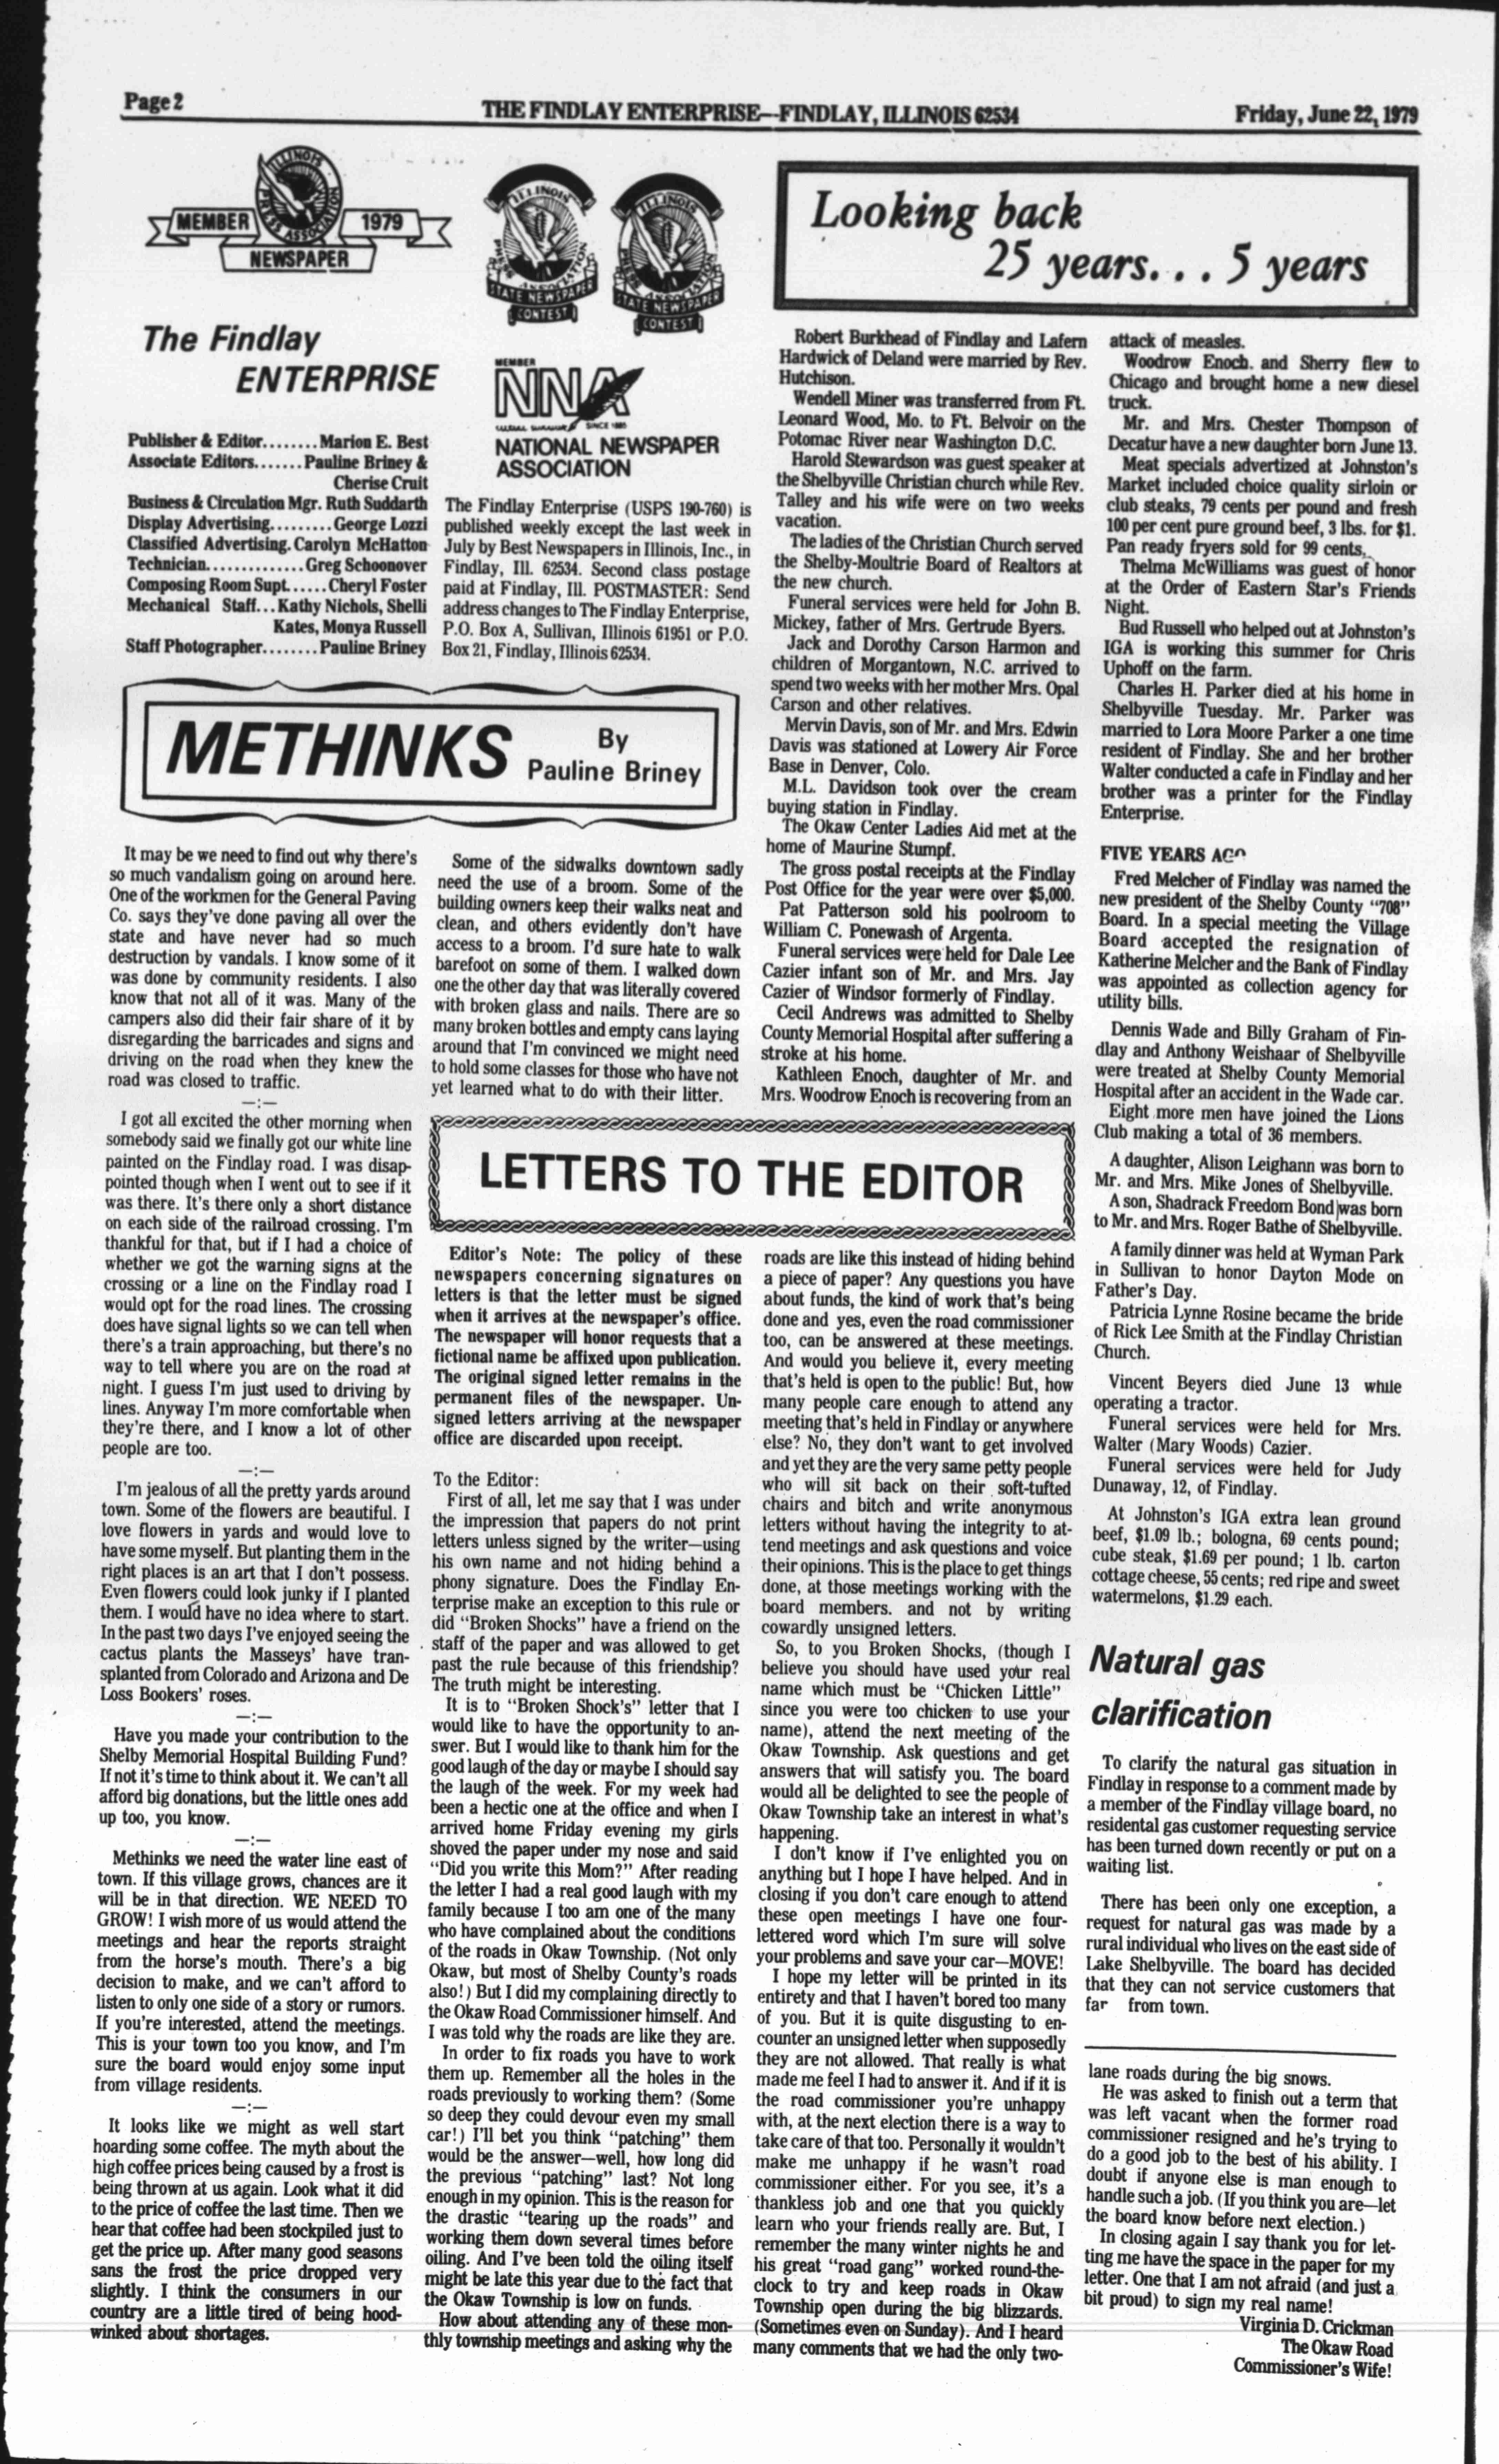 Page 2
THE FINDLAY ENTERPRISE--FINDLAY, ILLINOIS 62534
Friday, June 22, 1979
ILLINOIS
PRESS ASSOCIATION
MEMBER
1979
NEWSPAPER
The Findlay
ENTERPRISE
Publisher & Editor........Marion E. Best
Associate Editors.......Pauline Briney &
Cherise Cruit
Business & Circulation Mgr. Ruth Suddarth
Display Advertising.........George Lozzi
Classified Advertising.Carolyn McHatton
Technician..............Greg Schoonover
Composing Room Supt......Cheryl Foster
Mechanical Staff...Kathy Nichols, Shelli
Kates, Monya Russell
Staff Photographer........Pauline Briney
ILLINOIS
PRESS ASSOCIATION
STATE NEWSPAPER
CONTEST
ILLINOIS
PRESS ASSOCIATION
STATE NEWSPAPER
CONTEST
MEMBER
NNA
SINCE 1885
NATIONAL NEWSPAPER
ASSOCIATION
The Findlay Enterprise (USPS 190-760) is
published weekly except the last week in
July by Best Newspapers in Illinois, Inc., in
Findlay, Ill. 62534. Second class postage
paid at Findlay, Ill. POSTMASTER: Send
address changes to The Findlay Enterprise,
P.O. Box A, Sullivan, Illinois 61951 or P.O.
Box 21, Findlay, Illinois 62534.
METHINKS
By
Pauline Briney
It may be we need to find out why there's
so much vandalism going on around here.
One of the workmen for the General Paving
Co. says they've done paving all over the
state and have never had so much
destruction by vandals. I know some of it
was done by community residents. I also
know that not all of it was. Many of the
campers also did their fair share of it by
disregarding the barricades and signs and
driving on the road when they knew the
road was closed to traffic.
—:—
I got all excited the other morning when
somebody said we finally got our white line
painted on the Findlay road. I was disap-
pointed though when I went out to see if it
was there. It's there only a short distance
on each side of the railroad crossing. I'm
thankful for that, but if I had a choice of
whether we got the warning signs at the
crossing or a line on the Findlay road I
would opt for the road lines. The crossing
does have signal lights so we can tell when
there's a train approaching, but there's no
way to tell where you are on the road at
night. I guess I'm just used to driving by
lines. Anyway I'm more comfortable when
they're there, and I know a lot of other
people are too.
—:—
I'm jealous of all the pretty yards around
town. Some of the flowers are beautiful. I
love flowers in yards and would love to
have some myself. But planting them in the
right places is an art that I don't possess.
Even flowers could look junky if I planted
them. I would have no idea where to start.
In the past two days I've enjoyed seeing the
cactus plants the Masseys' have tran-
splanted from Colorado and Arizona and De
Loss Bookers' roses.
—:—
Have you made your contribution to the
Shelby Memorial Hospital Building Fund?
If not it's time to think about it. We can't all
afford big donations, but the little ones add
up too, you know.
—:—
Methinks we need the water line east of
town. If this village grows, chances are it
will be in that direction. WE NEED TO
GROW! I wish more of us would attend the
meetings and hear the reports straight
from the horse's mouth. There's a big
decision to make, and we can't afford to
listen to only one side of a story or rumors.
If you're interested, attend the meetings.
This is your town too you know, and I'm
sure the board would enjoy some input
from village residents.
—:—
It looks like we might as well start
hoarding some coffee. The myth about the
high coffee prices being caused by a frost is
being thrown at us again. Look what it did
to the price of coffee the last time. Then we
hear that coffee had been stockpiled just to
get the price up. After many good seasons
sans the frost the price dropped very
slightly. I think the consumers in our
country are a little tired of being hood-
winked about shortages.
Some of the sidwalks downtown sadly
need the use of a broom. Some of the
building owners keep their walks neat and
clean, and others evidently don't have
access to a broom. I'd sure hate to walk
barefoot on some of them. I walked down
one the other day that was literally covered
with broken glass and nails. There are so
many broken bottles and empty cans laying
around that I'm convinced we might need
to hold some classes for those who have not
yet learned what to do with their litter.
LETTERS TO THE EDITOR
Editor's Note: The policy of these
newspapers concerning signatures on
letters is that the letter must be signed
when it arrives at the newspaper's office.
The newspaper will honor requests that a
fictional name be affixed upon publication.
The original signed letter remains in the
permanent files of the newspaper. Un-
signed letters arriving at the newspaper
office are discarded upon receipt.
To the Editor:
First of all, let me say that I was under
the impression that papers do not print
letters unless signed by the writer—using
his own name and not hiding behind a
phony signature. Does the Findlay En-
terprise make an exception to this rule or
did "Broken Shocks" have a friend on the
staff of the paper and was allowed to get
past the rule because of this friendship?
The truth might be interesting.
It is to "Broken Shock's" letter that I
would like to have the opportunity to an-
swer. But I would like to thank him for the
good laugh of the day or maybe I should say
the laugh of the week. For my week had
been a hectic one at the office and when I
arrived home Friday evening my girls
shoved the paper under my nose and said
"Did you write this Mom?" After reading
the letter I had a real good laugh with my
family because I too am one of the many
who have complained about the conditions
of the roads in Okaw Township. (Not only
Okaw, but most of Shelby County's roads
also!) But I did my complaining directly to
the Okaw Road Commissioner himself. And
I was told why the roads are like they are.
In order to fix roads you have to work
them up. Remember all the holes in the
roads previously to working them? (Some
so deep they could devour even my small
car!) I'll bet you think "patching" them
would be the answer—well, how long did
the previous "patching" last? Not long
enough in my opinion. This is the reason for
the drastic "tearing up the roads" and
working them down several times before
oiling. And I've been told the oiling itself
might be late this year due to the fact that
the Okaw Township is low on funds.
How about attending any of these mon-
thly township meetings and asking why the
roads are like this instead of hiding behind
a piece of paper? Any questions you have
about funds, the kind of work that's being
done and yes, even the road commissioner
too, can be answered at these meetings.
And would you believe it, every meeting
that's held is open to the public! But, how
many people care enough to attend any
meeting that's held in Findlay or anywhere
else? No, they don't want to get involved
and yet they are the very same petty people
who will sit back on their soft-tufted
chairs and bitch and write anonymous
letters without having the integrity to at-
tend meetings and ask questions and voice
their opinions. This is the place to get things
done, at those meetings working with the
board members. and not by writing
cowardly unsigned letters.
So, to you Broken Shocks, (though I
believe you should have used your real
name which must be "Chicken Little"
since you were too chicken to use your
name), attend the next meeting of the
Okaw Township. Ask questions and get
answers that will satisfy you. The board
would all be delighted to see the people of
Okaw Township take an interest in what's
happening.
I don't know if I've enlighted you on
anything but I hope I have helped. And in
closing if you don't care enough to attend
these open meetings I have one four-
lettered word which I'm sure will solve
your problems and save your car—MOVE!
I hope my letter will be printed in its
entirety and that I haven't bored too many
of you. But it is quite disgusting to en-
counter an unsigned letter when supposedly
they are not allowed. That really is what
made me feel I had to answer it. And if it is
the road commissioner you're unhappy
with, at the next election there is a way to
take care of that too. Personally it wouldn't
make me unhappy if he wasn't road
commissioner either. For you see, it's a
thankless job and one that you quickly
learn who your friends really are. But, I
remember the many winter nights he and
his great "road gang" worked round-the-
clock to try and keep roads in Okaw
Township open during the big blizzards.
(Sometimes even on Sunday). And I heard
many comments that we had the only two-
lane roads during the big snows.
He was asked to finish out a term that
was left vacant when the former road
commissioner resigned and he's trying to
do a good job to the best of his ability. I
doubt if anyone else is man enough to
handle such a job. (If you think you are—let
the board know before next election.)
In closing again I say thank you for let-
ting me have the space in the paper for my
letter. One that I am not afraid (and just a
bit proud) to sign my real name!
Virginia D. Crickman
The Okaw Road
Commissioner's Wife!
Looking back
25 years. . . 5 years
Robert Burkhead of Findlay and Lafern
Hardwick of Deland were married by Rev.
Hutchison.
Wendell Miner was transferred from Ft.
Leonard Wood, Mo. to Ft. Belvoir on the
Potomac River near Washington D.C.
Harold Stewardson was guest speaker at
the Shelbyville Christian church while Rev.
Talley and his wife were on two weeks
vacation.
The ladies of the Christian Church served
the Shelby-Moultrie Board of Realtors at
the new church.
Funeral services were held for John B.
Mickey, father of Mrs. Gertrude Byers.
Jack and Dorothy Carson Harmon and
children of Morgantown, N.C. arrived to
spend two weeks with her mother Mrs. Opal
Carson and other relatives.
Mervin Davis, son of Mr. and Mrs. Edwin
Davis was stationed at Lowery Air Force
Base in Denver, Colo.
M.L. Davidson took over the cream
buying station in Findlay.
The Okaw Center Ladies Aid met at the
home of Maurine Stumpf.
The gross postal receipts at the Findlay
Post Office for the year were over $5,000.
Pat Patterson sold his poolroom to
William C. Ponewash of Argenta.
Funeral services were held for Dale Lee
Cazier infant son of Mr. and Mrs. Jay
Cazier of Windsor formerly of Findlay.
Cecil Andrews was admitted to Shelby
County Memorial Hospital after suffering a
stroke at his home.
Kathleen Enoch, daughter of Mr. and
Mrs. Woodrow Enoch is recovering from an
attack of measles.
Woodrow Enoch. and Sherry flew to
Chicago and brought home a new diesel
truck.
Mr. and Mrs. Chester Thompson of
Decatur have a new daughter born June 13.
Meat specials advertized at Johnston's
Market included choice quality sirloin or
club steaks, 79 cents per pound and fresh
100 per cent pure ground beef, 3 lbs. for $1.
Pan ready fryers sold for 99 cents.
Thelma McWilliams was guest of honor
at the Order of Eastern Star's Friends
Night.
Bud Russell who helped out at Johnston's
IGA is working this summer for Chris
Uphoff on the farm.
Charles H. Parker died at his home in
Shelbyville Tuesday. Mr. Parker was
married to Lora Moore Parker a one time
resident of Findlay. She and her brother
Walter conducted a cafe in Findlay and her
brother was a printer for the Findlay
Enterprise.
FIVE YEARS AGO
Fred Melcher of Findlay was named the
new president of the Shelby County "708"
Board. In a special meeting the Village
Board accepted the resignation of
Katherine Melcher and the Bank of Findlay
was appointed as collection agency for
utility bills.
Dennis Wade and Billy Graham of Fin-
dlay and Anthony Weishaar of Shelbyville
were treated at Shelby County Memorial
Hospital after an accident in the Wade car.
Eight more men have joined the Lions
Club making a total of 36 members.
A daughter, Alison Leighann was born to
Mr. and Mrs. Mike Jones of Shelbyville.
A son, Shadrack Freedom Bond was born
to Mr. and Mrs. Roger Bathe of Shelbyville.
A family dinner was held at Wyman Park
in Sullivan to honor Dayton Mode on
Father's Day.
Patricia Lynne Rosine became the bride
of Rick Lee Smith at the Findlay Christian
Church.
Vincent Beyers died June 13 while
operating a tractor.
Funeral services were held for Mrs.
Walter (Mary Woods) Cazier.
Funeral services were held for Judy
Dunaway, 12, of Findlay.
At Johnston's IGA extra lean ground
beef, $1.09 lb.; bologna, 69 cents pound;
cube steak, $1.69 per pound; 1 lb. carton
cottage cheese, 55 cents; red ripe and sweet
watermelons, $1.29 each.
Natural gas
clarification
To clarify the natural gas situation in
Findlay in response to a comment made by
a member of the Findlay village board, no
residental gas customer requesting service
has been turned down recently or put on a
waiting list.
There has been only one exception, a
request for natural gas was made by a
rural individual who lives on the east side of
Lake Shelbyville. The board has decided
that they can not service customers that
far from town.